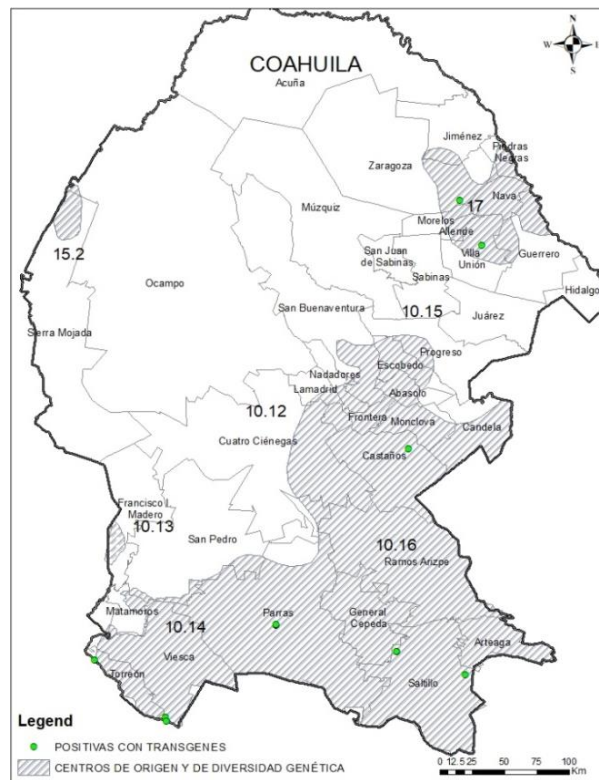 N
W E
S
COAHUILA
Acuña
Jiménez
Piedras
Negras
Zaragoza
Nava
17
Múzquiz
Morelos
Allende
San Juan
de Sabinas
Villa
Unión
Guerrero
15.2
Sabinas
Hidalgo
Ocampo
10.15
San Buenaventura
Juárez
Sierra Mojada
Progreso
Escobedo
Nadadores
Lamadrid
Abasolo
10.12
Frontera
Monclova
Candela
Cuatro Ciénegas
Castaños
Francisco I.
Madero
10.13
San Pedro
10.16
Ramos Arizpe
Matamoros
10.14
Parras
General
Cepeda
Arteaga
Viesca
Torreón
Saltillo
Legend
POSITIVAS CON TRANSGENES
CENTROS DE ORIGEN Y DE DIVERSIDAD GENÉTICA
0 12.5 25 50 75 100
Km